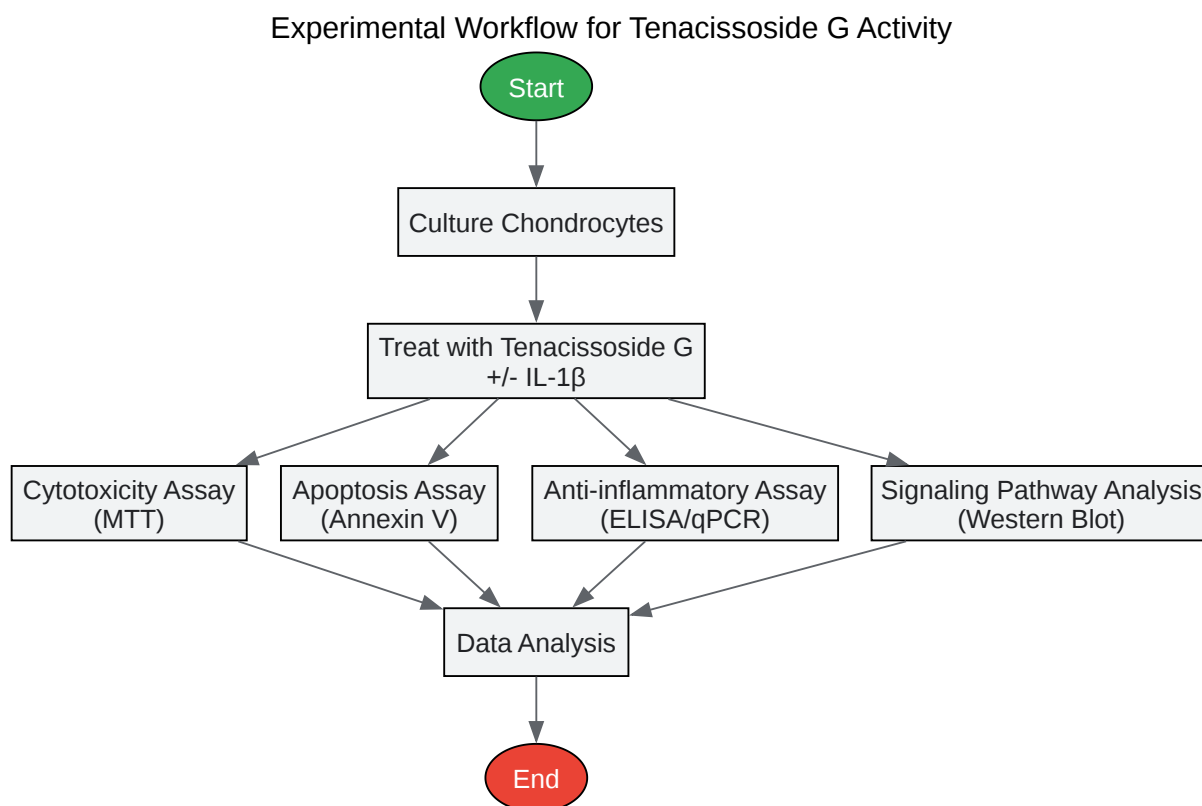 Experimental Workflow for Tenacissoside G Activity
Start
Culture Chondrocytes
Treat with Tenacissoside G
+/- IL-1β
Cytotoxicity Assay
(MTT)
Apoptosis Assay
(Annexin V)
Anti-inflammatory Assay
(ELISA/qPCR)
Signaling Pathway Analysis
(Western Blot)
Data Analysis
End